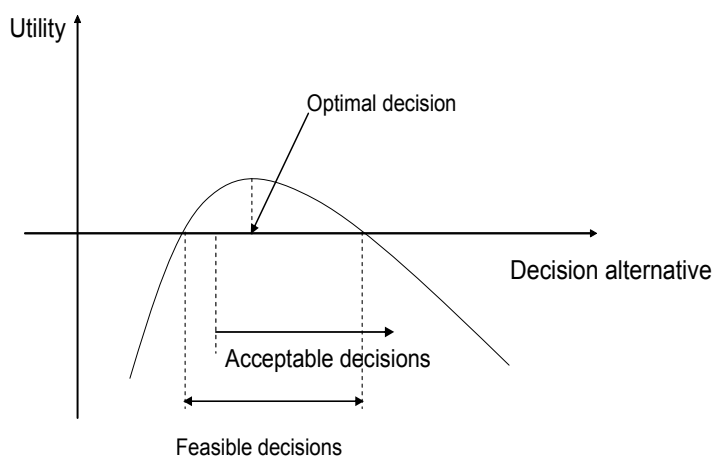 Utility
Optimal decision
Decision alternative
Acceptable decisions
Feasible decisions